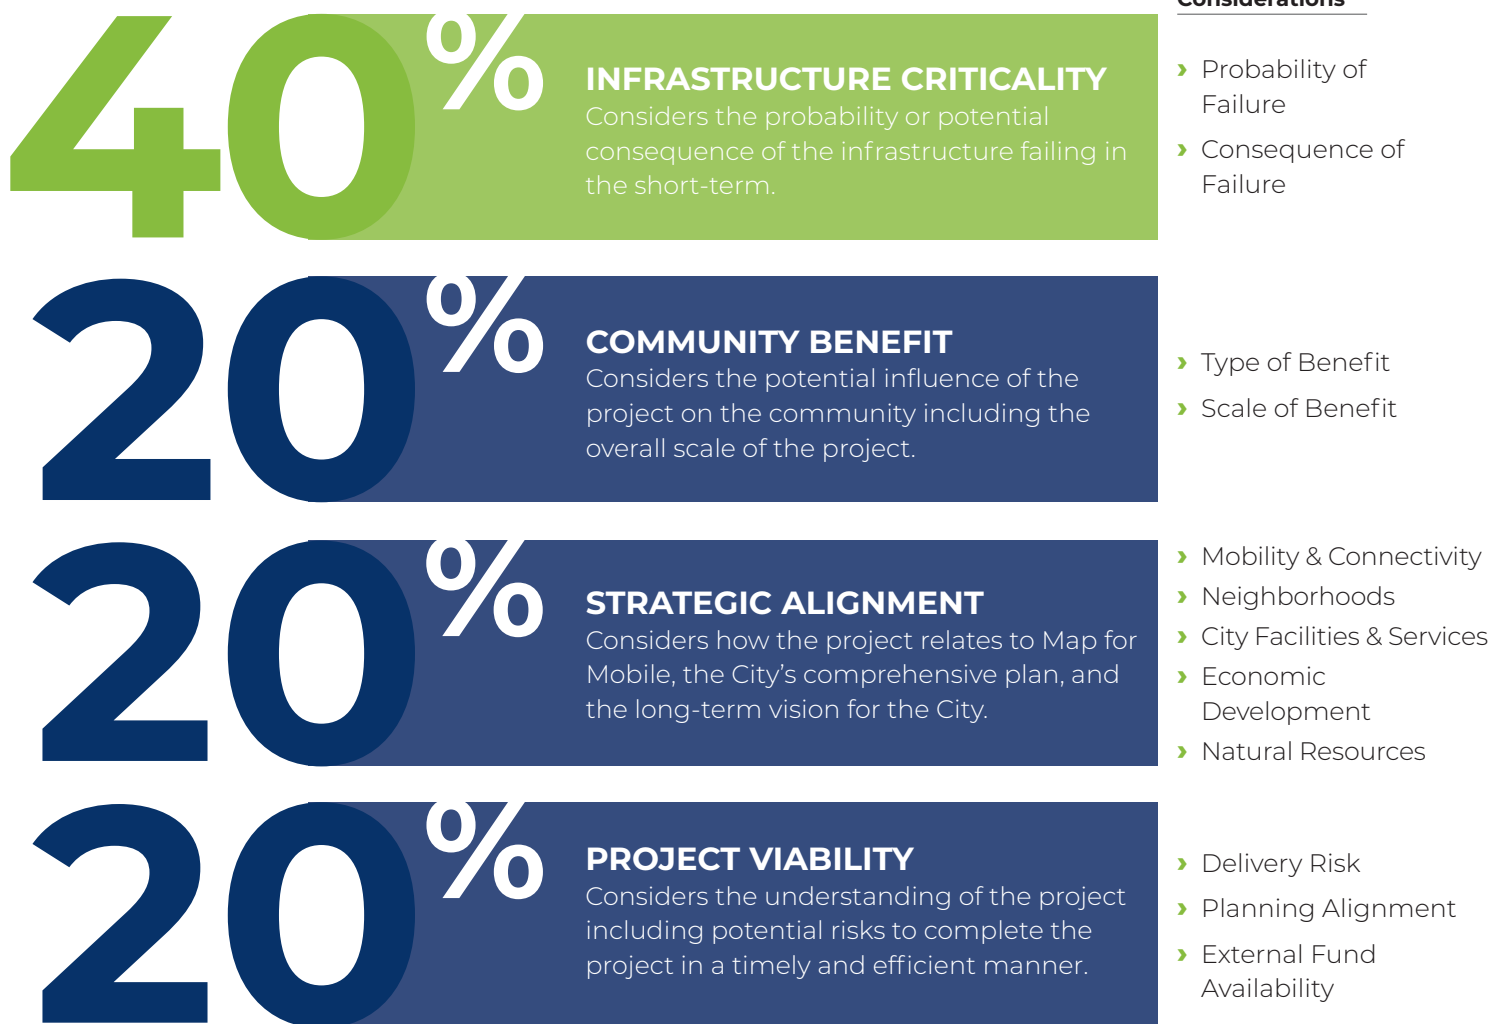 Considerations
40%
INFRASTRUCTURE CRITICALITY
Considers the probability or potential
consequence of the infrastructure failing in
the short-term.
› Probability of
Failure
› Consequence of
Failure
20%
COMMUNITY BENEFIT
Considers the potential influence of the
project on the community including the
overall scale of the project.
› Type of Benefit
› Scale of Benefit
20%
STRATEGIC ALIGNMENT
Considers how the project relates to Map for
Mobile, the City’s comprehensive plan, and
the long-term vision for the City.
› Mobility & Connectivity
› Neighborhoods
› City Facilities & Services
› Economic
Development
› Natural Resources
20%
PROJECT VIABILITY
Considers the understanding of the project
including potential risks to complete the
project in a timely and efficient manner.
› Delivery Risk
› Planning Alignment
› External Fund
Availability